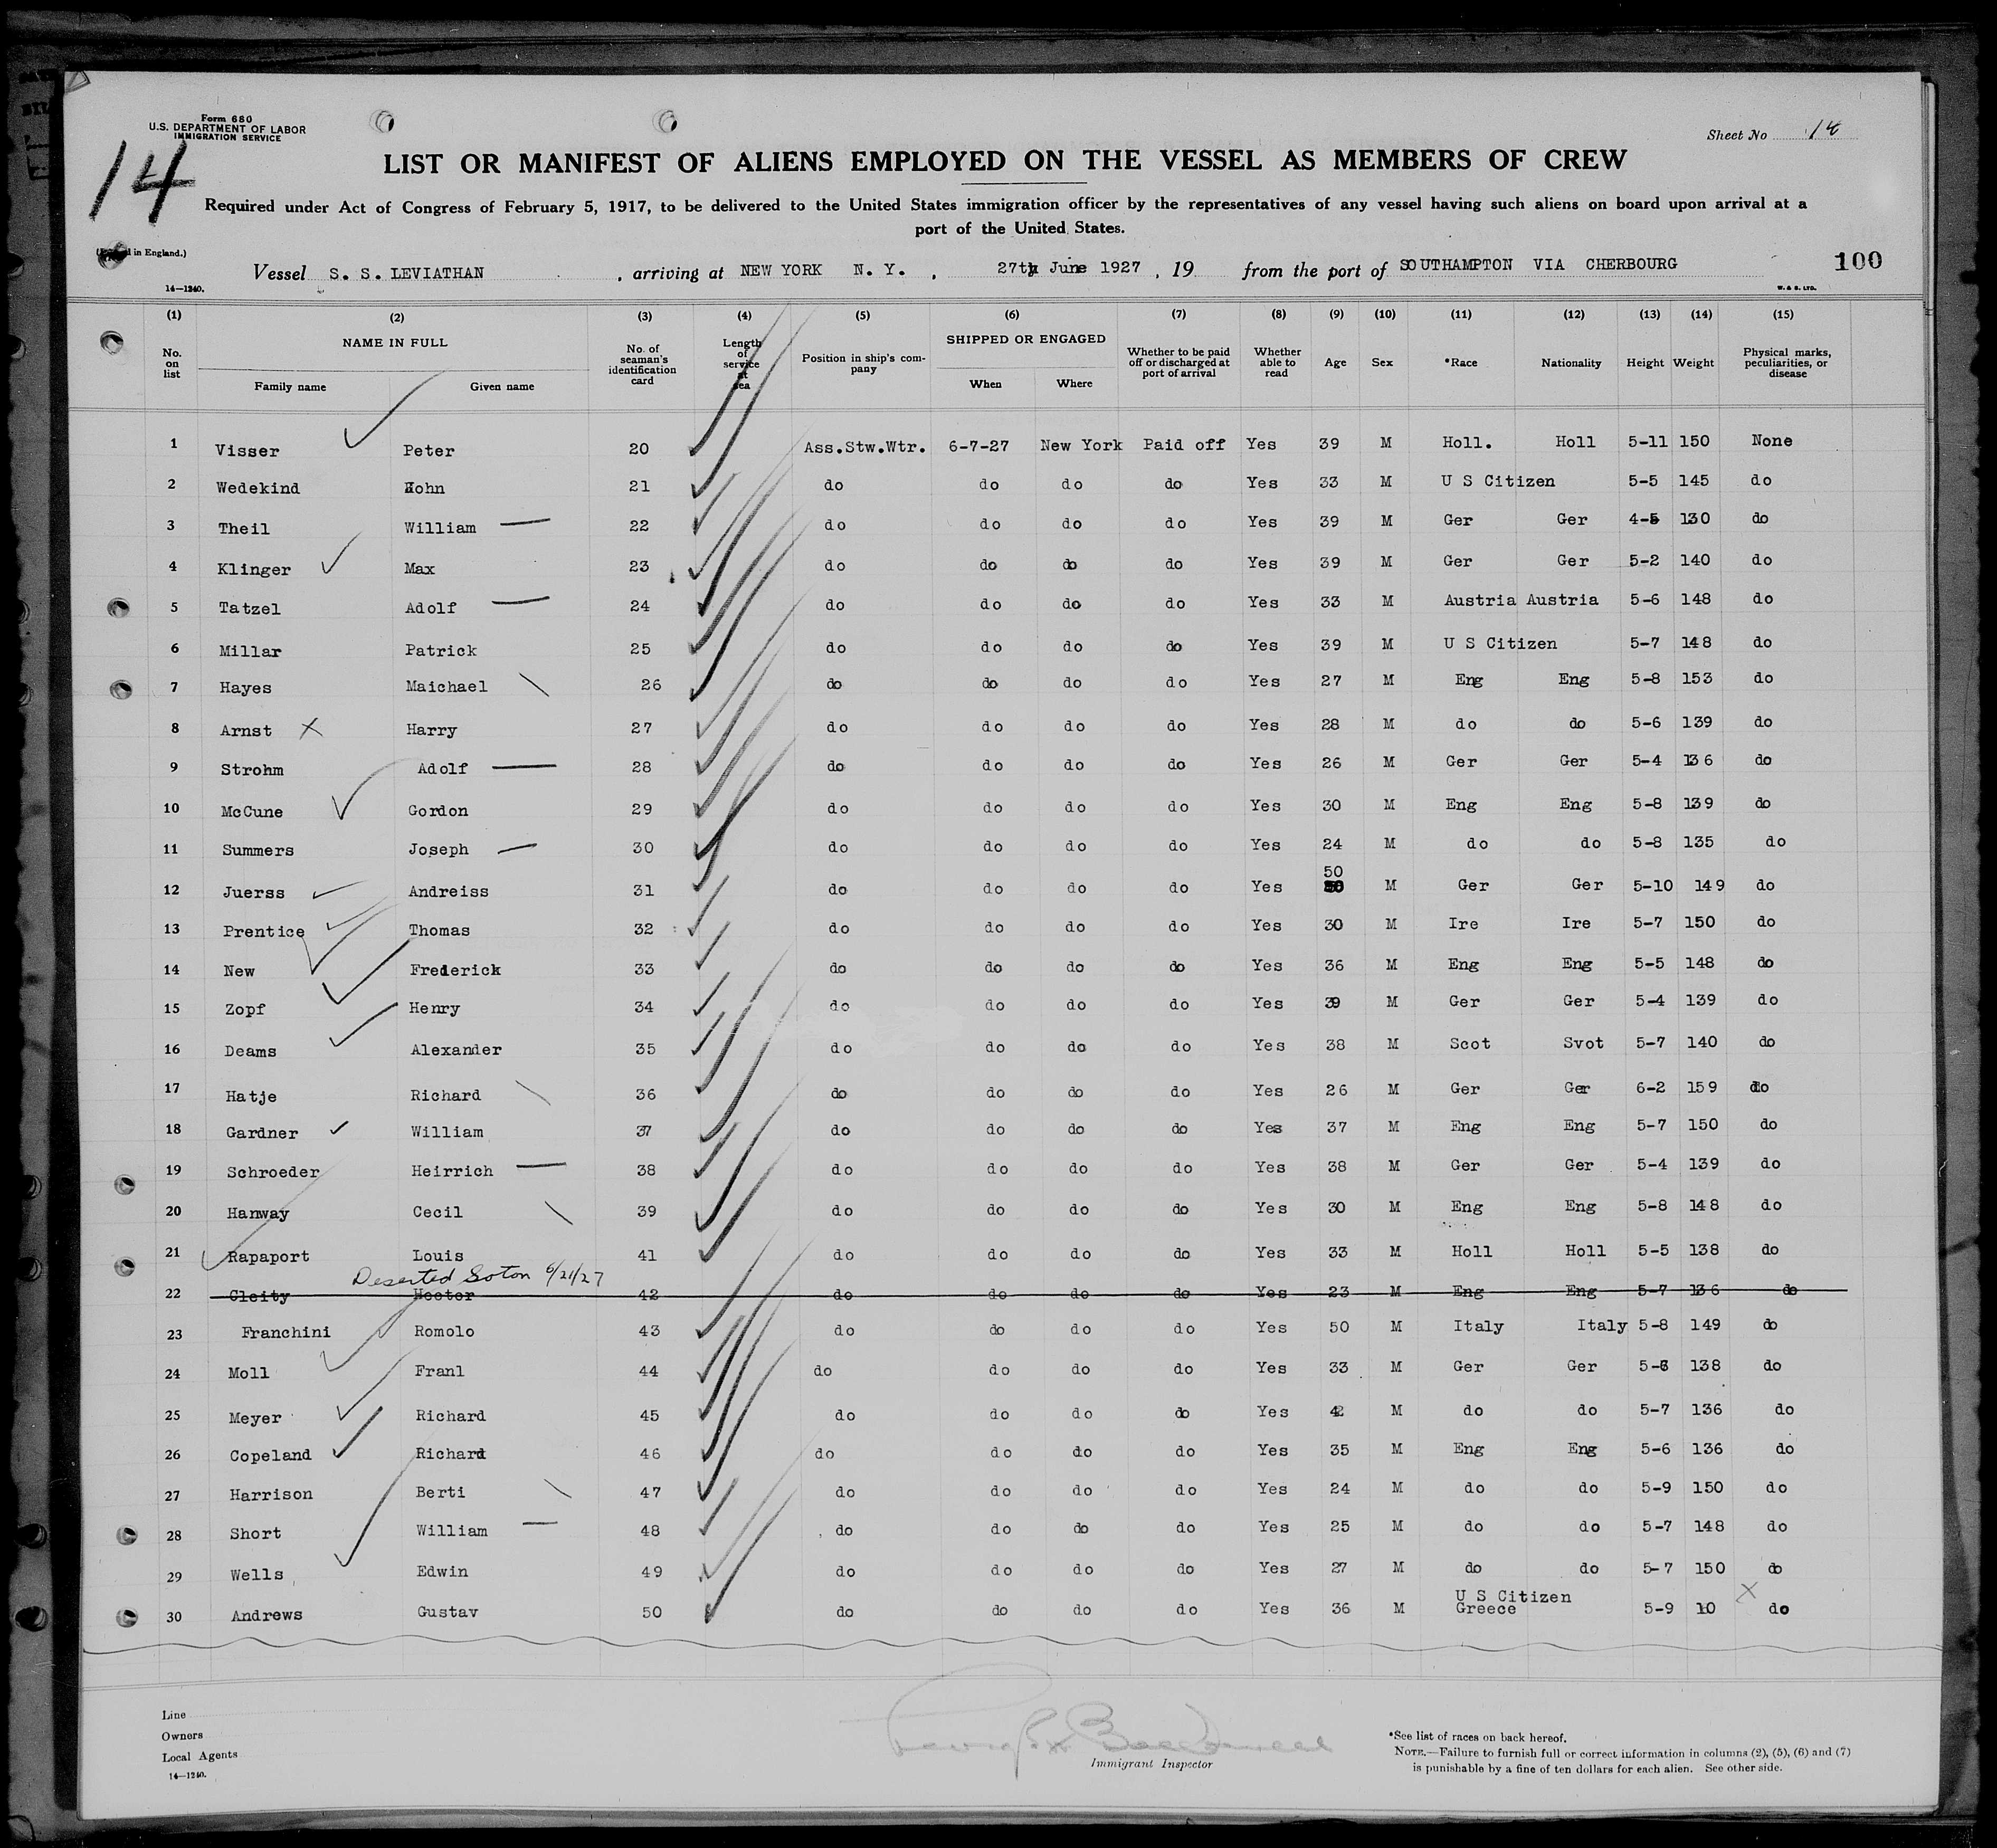 Form 680
U.S. DEPARTMENT OF LABOR
IMMIGRATION SERVICE
14
Sheet No 14
LIST OR MANIFEST OF ALIENS EMPLOYED ON THE VESSEL AS MEMBERS OF CREW
Required under Act of Congress of February 5, 1917, to be delivered to the United States immigration officer by the representatives of any vessel having such aliens on board upon arrival at a
port of the United States.
in England.)
Vessel S. S. LEVIATHAN , arriving at NEW YORK N. Y. , 27th June 1927 , 19 from the port of SOUTHAMPTON VIA CHERBOURG 100
14—1240. W. & S. LTD.
(1) (2) (3) (4) (5) (6) (7) (8) (9) (10) (11) (12) (13) (14) (15)
No. on list NAME IN FULL Family name Given name No. of seaman's identification card Length of service at sea Position in ship's company SHIPPED OR ENGAGED When Where Whether to be paid off or discharged at port of arrival Whether able to read Age Sex *Race Nationality Height Weight Physical marks, peculiarities, or disease
1 Visser Peter 20 Ass.Stw.Wtr. 6-7-27 New York Paid off Yes 39 M Holl. Holl 5-11 150 None
2 Wedekind 21 do do do do Yes 33 M U S Citizen 5-5 145 do
3 Theil William 22 do do do do Yes 39 M Ger Ger 4-5 130 do
4 Klinger Max 23 do do do do Yes 39 M Ger Ger 5-2 140 do
5 Tatzel Adolf 24 do do do do Yes 33 M Austria Austria 5-6 148 do
6 Millar Patrick 25 do do do do Yes 39 M U S Citizen 5-7 148 do
7 Hayes Maichael 26 do do do do Yes 27 M Eng Eng 5-8 153 do
8 Arnst Harry 27 do do do do Yes 28 M do do 5-6 139 do
9 Strohm Adolf 28 do do do do Yes 26 M Ger Ger 5-4 136 do
10 McCune Gordon 29 do do do do Yes 30 M Eng Eng 5-8 139 do
11 Summers Joseph 30 do do do do Yes 24 M do do 5-8 135 do
12 Juerss Andreiss 31 do do do do Yes 50 M Ger Ger 5-10 149 do
13 Prentice Thomas 32 do do do do Yes 30 M Ire Ire 5-7 150 do
14 New Frederick 33 do do do do Yes 36 M Eng Eng 5-5 148 do
15 Zopf Henry 34 do do do do Yes 39 M Ger Ger 5-4 139 do
16 Deams Alexander 35 do do do do Yes 38 M Scot Svot 5-7 140 do
17 Hatje Richard 36 do do do do Yes 26 M Ger Ger 6-2 159 do
18 Gardner William 37 do do do do Yes 37 M Eng Eng 5-7 150 do
19 Schroeder Heirrich 38 do do do do Yes 38 M Ger Ger 5-4 139 do
20 Hanway Cecil 39 do do do do Yes 30 M Eng Eng 5-8 148 do
21 Rapaport Louis 41 do do do do Yes 33 M Holl Holl 5-5 138 do
Deserted Soton 6/21/27
22 Cleity Hector 42 do do do do Yes 23 M Eng Eng 5-7 136 do
23 Franchini Romolo 43 do do do do Yes 50 M Italy Italy 5-8 149 do
24 Moll Franl 44 do do do do Yes 33 M Ger Ger 5-6 138 do
25 Meyer Richard 45 do do do do Yes 42 M do do 5-7 136 do
26 Copeland Richard 46 do do do do Yes 35 M Eng Eng 5-6 136 do
27 Harrison Berti 47 do do do do Yes 24 M do do 5-9 150 do
28 Short William 48 do do do do Yes 25 M do do 5-7 148 do
29 Wells Edwin 49 do do do do Yes 27 M do do 5-7 150 do
U S Citizen
30 Andrews Gustav 50 do do do do Yes 36 M Greece 5-9 10 do
Line
Owners
Local Agents
14—1240.
Immigrant Inspector
*See list of races on back hereof.
NOTE.—Failure to furnish full or correct information in columns (2), (5), (6) and (7)
is punishable by a fine of ten dollars for each alien. See other side.